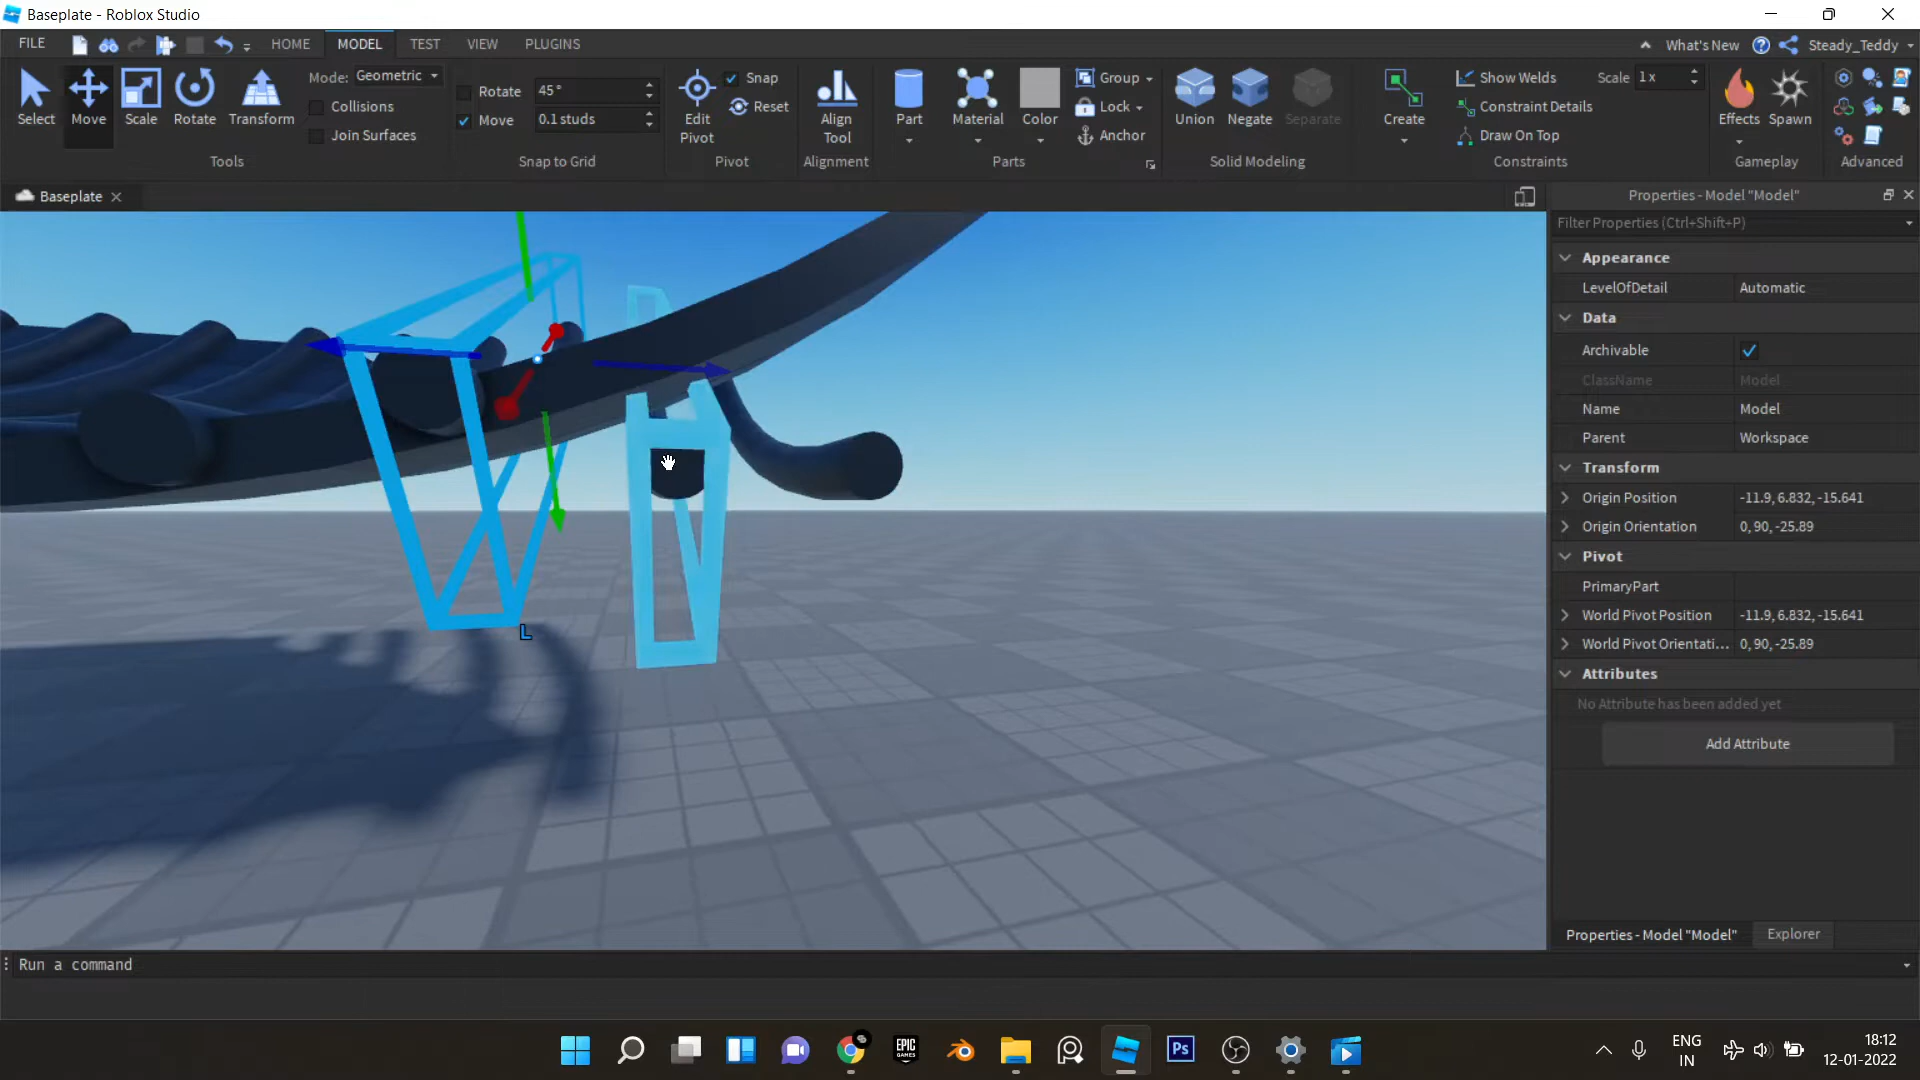 Baseplate - Roblox Studio
FILE HOME MODEL TEST VIEW PLUGINS What's New Steady_Teddy
Select Move Scale Rotate Transform
Mode: Geometric
Collisions
Join Surfaces
Tools
Rotate 45°
Move 0.1 studs
Snap to Grid
Edit Pivot
Snap
Reset
Pivot
Align Tool
Alignment
Part Material Color
Group
Lock
Anchor
Parts
Union Negate Separate
Solid Modeling
Create
Show Welds
Constraint Details
Draw On Top
Scale 1 x
Constraints
Effects Spawn
Gameplay
Advanced
Baseplate
Properties - Model "Model"
Filter Properties (Ctrl+Shift+P)
Appearance
LevelOfDetail Automatic
Data
Archivable
ClassName Model
Name Model
Parent Workspace
Transform
Origin Position -11.9, 6.832, -15.641
Origin Orientation 0, 90, -25.89
Pivot
PrimaryPart
World Pivot Position -11.9, 6.832, -15.641
World Pivot Orientati... 0, 90, -25.89
Attributes
No Attribute has been added yet
Add Attribute
Properties - Model "Model" Explorer
L
Run a command
EPIC GAMES
Ps
ENG
IN
18:12
12-01-2022